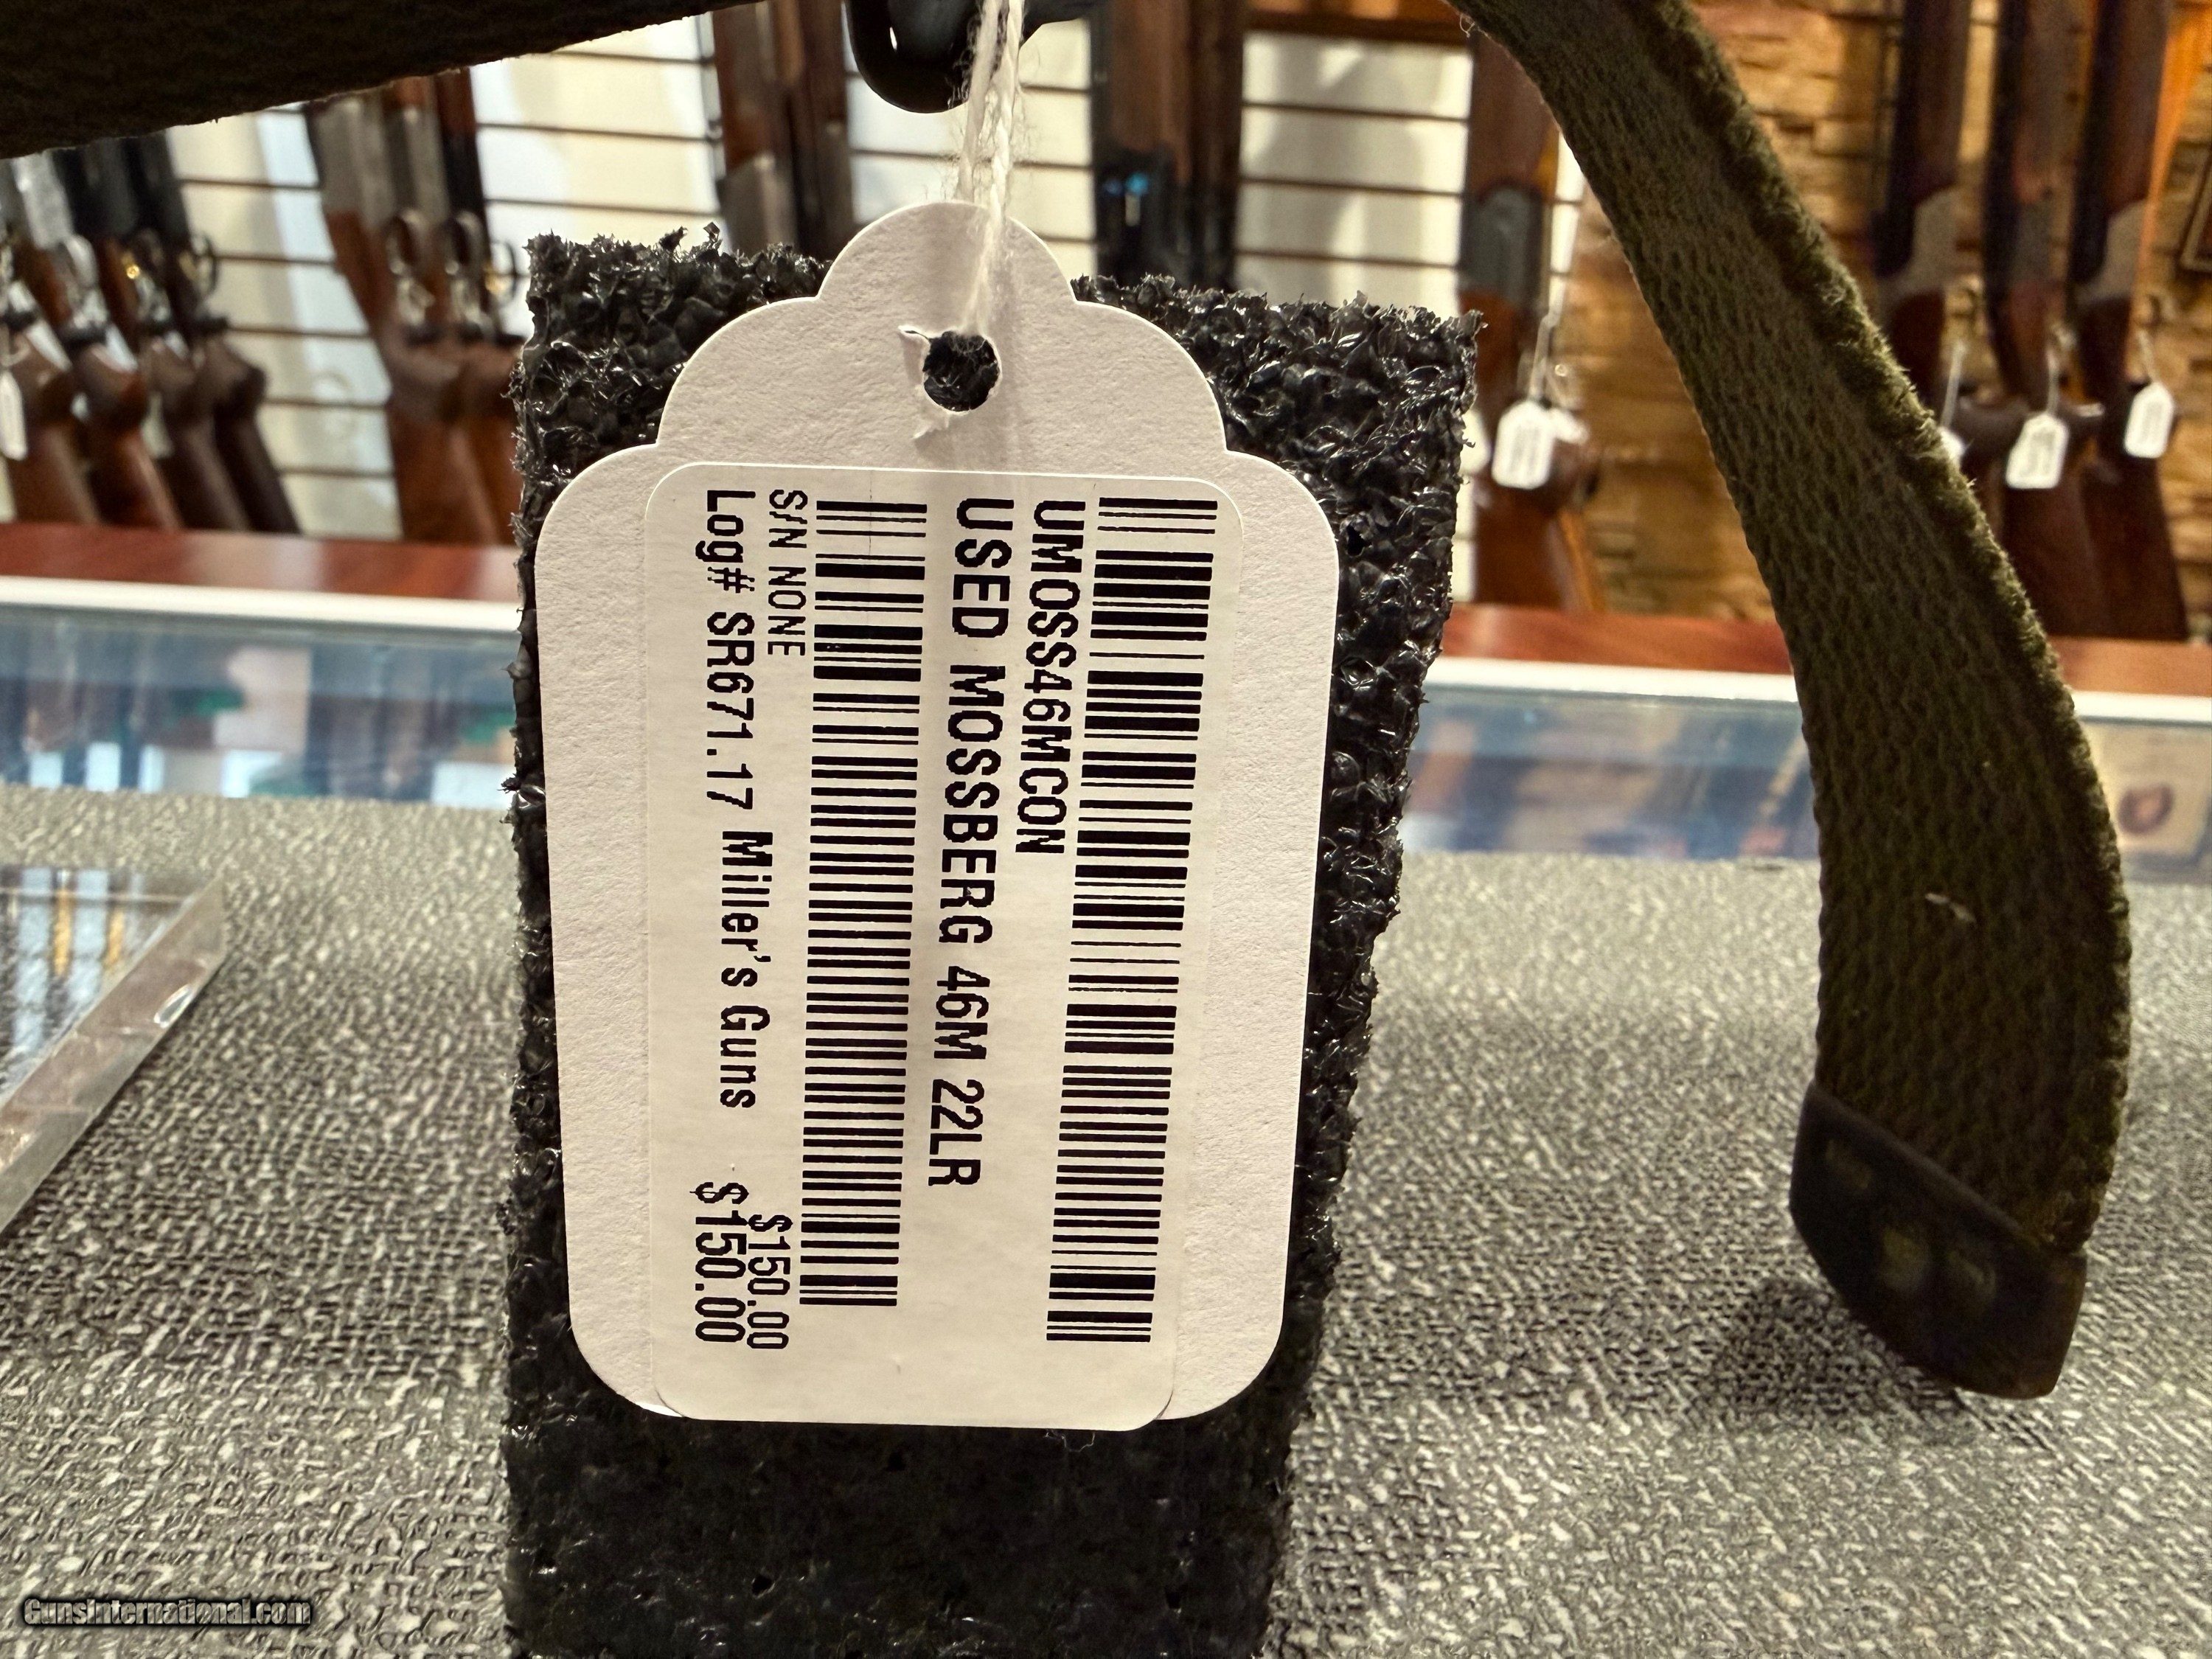 UMOSS46MCON
USED MOSSBERG 46M 22LR
S/N NONE $150.00
Log# SR671.17 Miller's Guns $150.00
GunsInternational.com